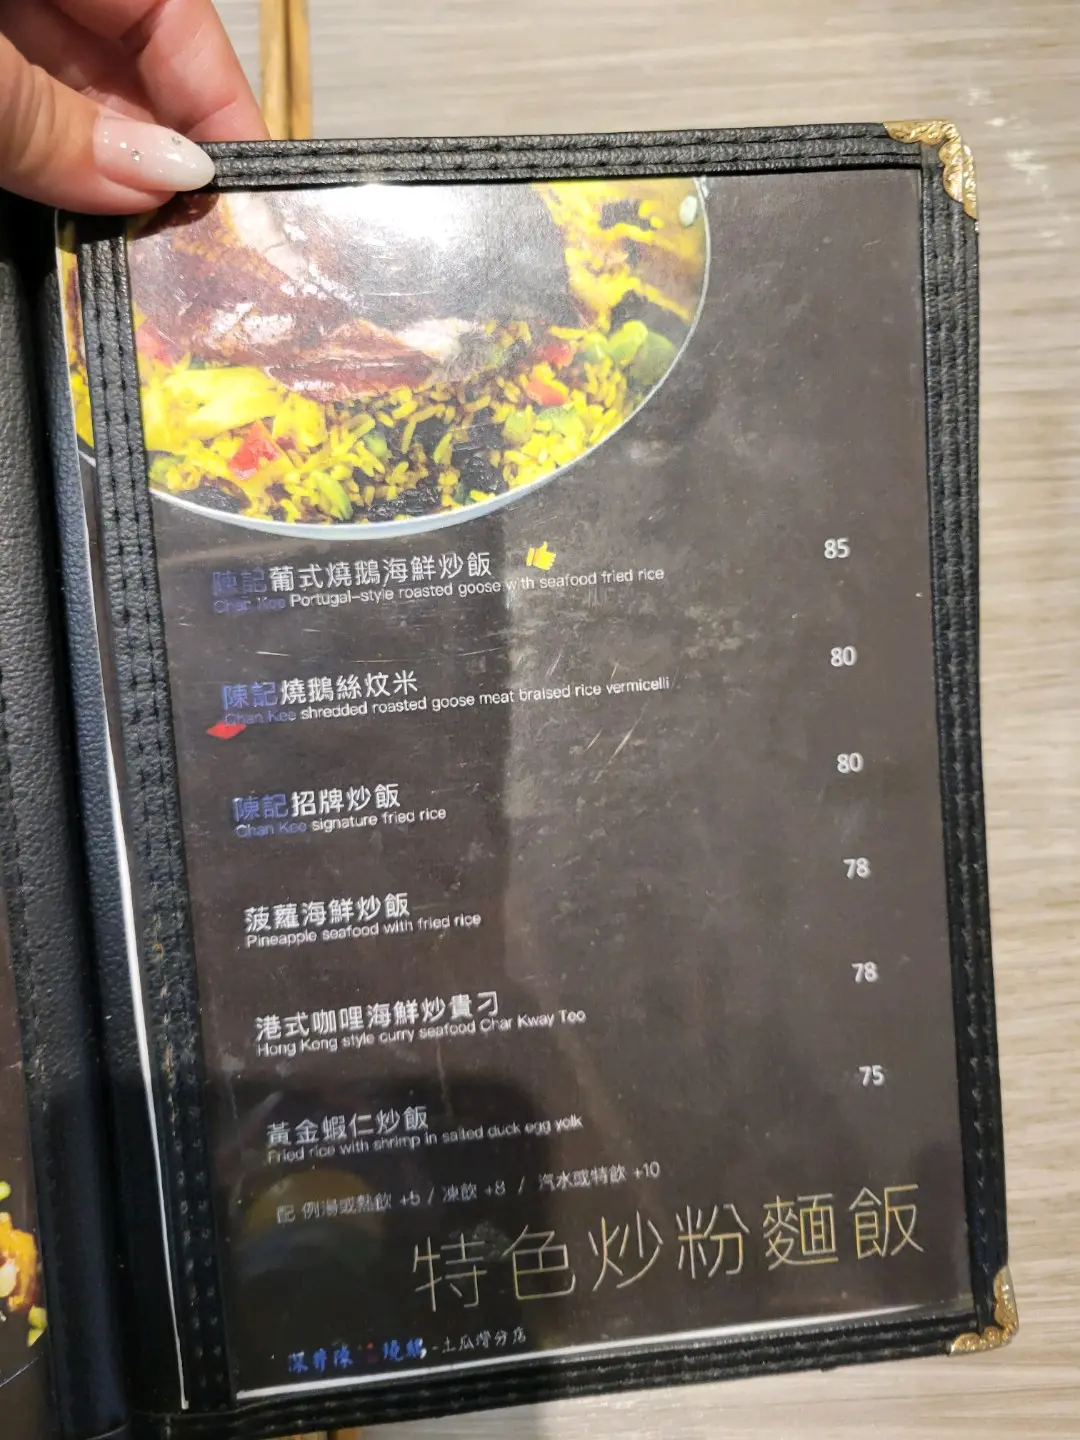 陳記葡式燒鵝海鮮炒飯
85
Chan Kee Portugal-style roasted goose with seafood fried rice
80
陳記燒鵝絲炆米
Chan Kee shredded roasted goose meat braised rice vermicelli
80
陳記招牌炒飯
Chan Kee signature fried rice
78
菠蘿海鮮炒飯
Pineapple seafood with fried rice
78
港式咖哩海鮮炒貴刁
Hong Kong style curry seafood Char Kway Teo
75
黃金蝦仁炒飯
Fried rice with shrimp in salted duck egg yolk
配 例湯或熱飲 +5 / 凍飲 +8 / 汽水或特飲 +10
特色炒粉麵飯
深井陳 燒鵝 - 土瓜灣分店